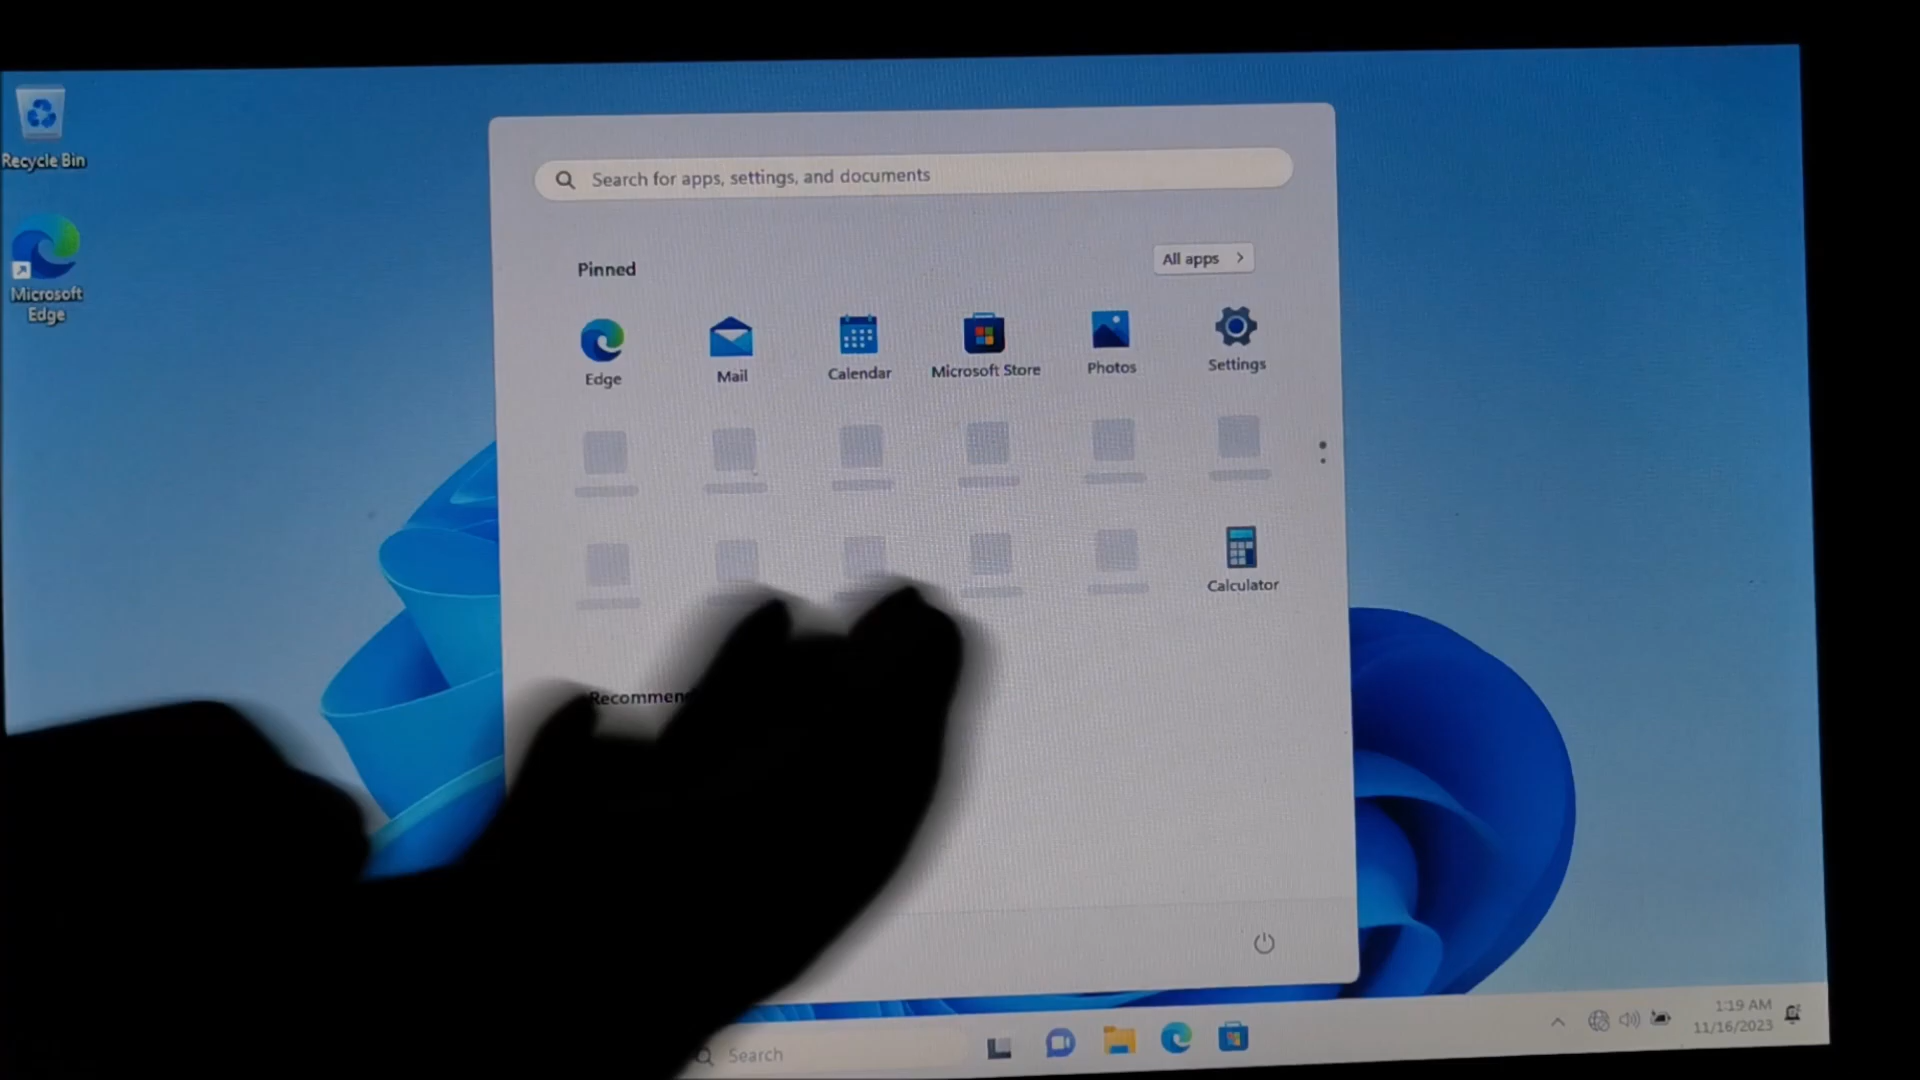 Recycle Bin
Microsoft
Edge
Search for apps, settings, and documents
Pinned
All apps
Edge
Mail
Calendar
Microsoft Store
Photos
Settings
Calculator
Recommen
Search
1:19 AM
11/16/2023